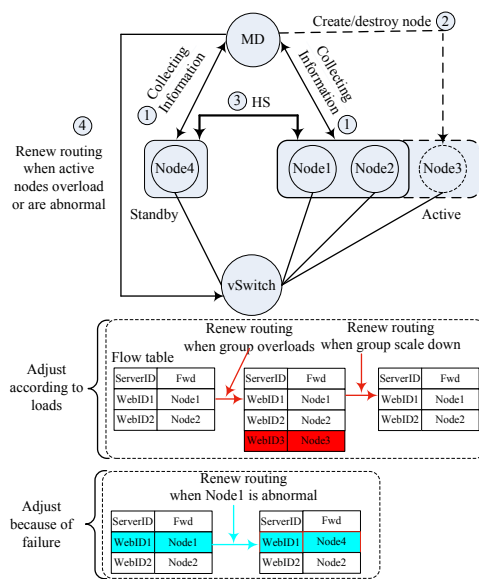 Create/destroy node 2
MD
Collecting
Information
1
3 HS
Collecting
Information
1
4
Renew routing
when active
nodes overload
or are abnormal
Node4
Node1
Node2
Node3
Standby
Active
vSwitch
Adjust
according to
loads
Renew routing
when group overloads
Renew routing
when group scale down
Flow table
ServerID Fwd
WebID1 Node1
WebID2 Node2
ServerID Fwd
WebID1 Node1
WebID2 Node2
WebID3 Node3
ServerID Fwd
WebID1 Node1
WebID2 Node2
Adjust
because of
failure
Renew routing
when Node1 is abnormal
ServerID Fwd
WebID1 Node1
WebID2 Node2
ServerID Fwd
WebID1 Node4
WebID2 Node2